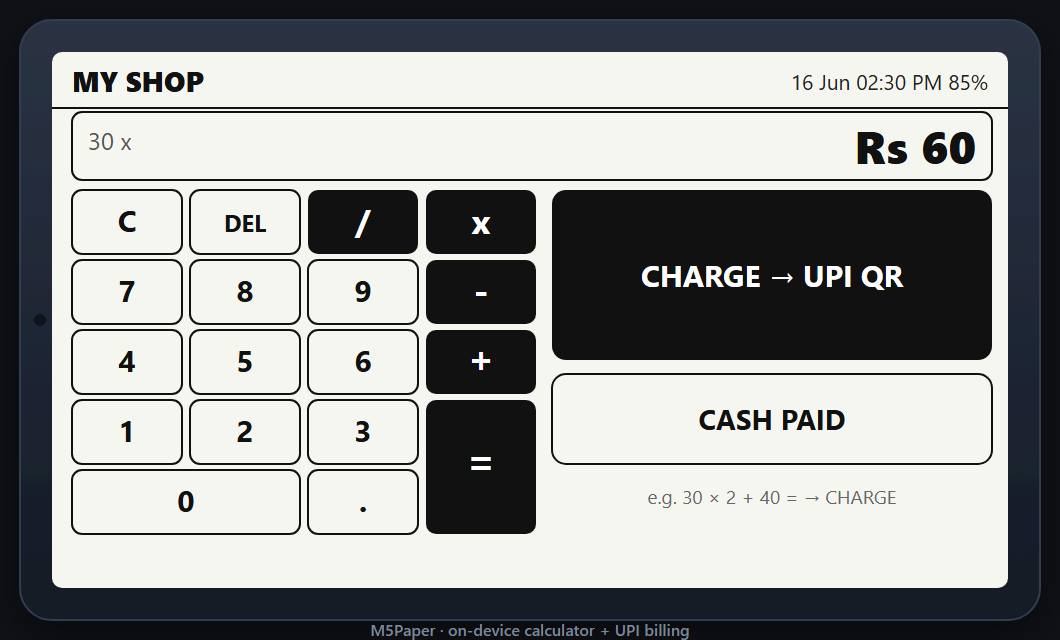 MY SHOP
16 Jun 02:30 PM 85%
30 x
Rs 60
C DEL / x
7 8 9 -
4 5 6 +
1 2 3 =
0 .
CHARGE → UPI QR
CASH PAID
e.g. 30 × 2 + 40 = → CHARGE
M5Paper · on-device calculator + UPI billing